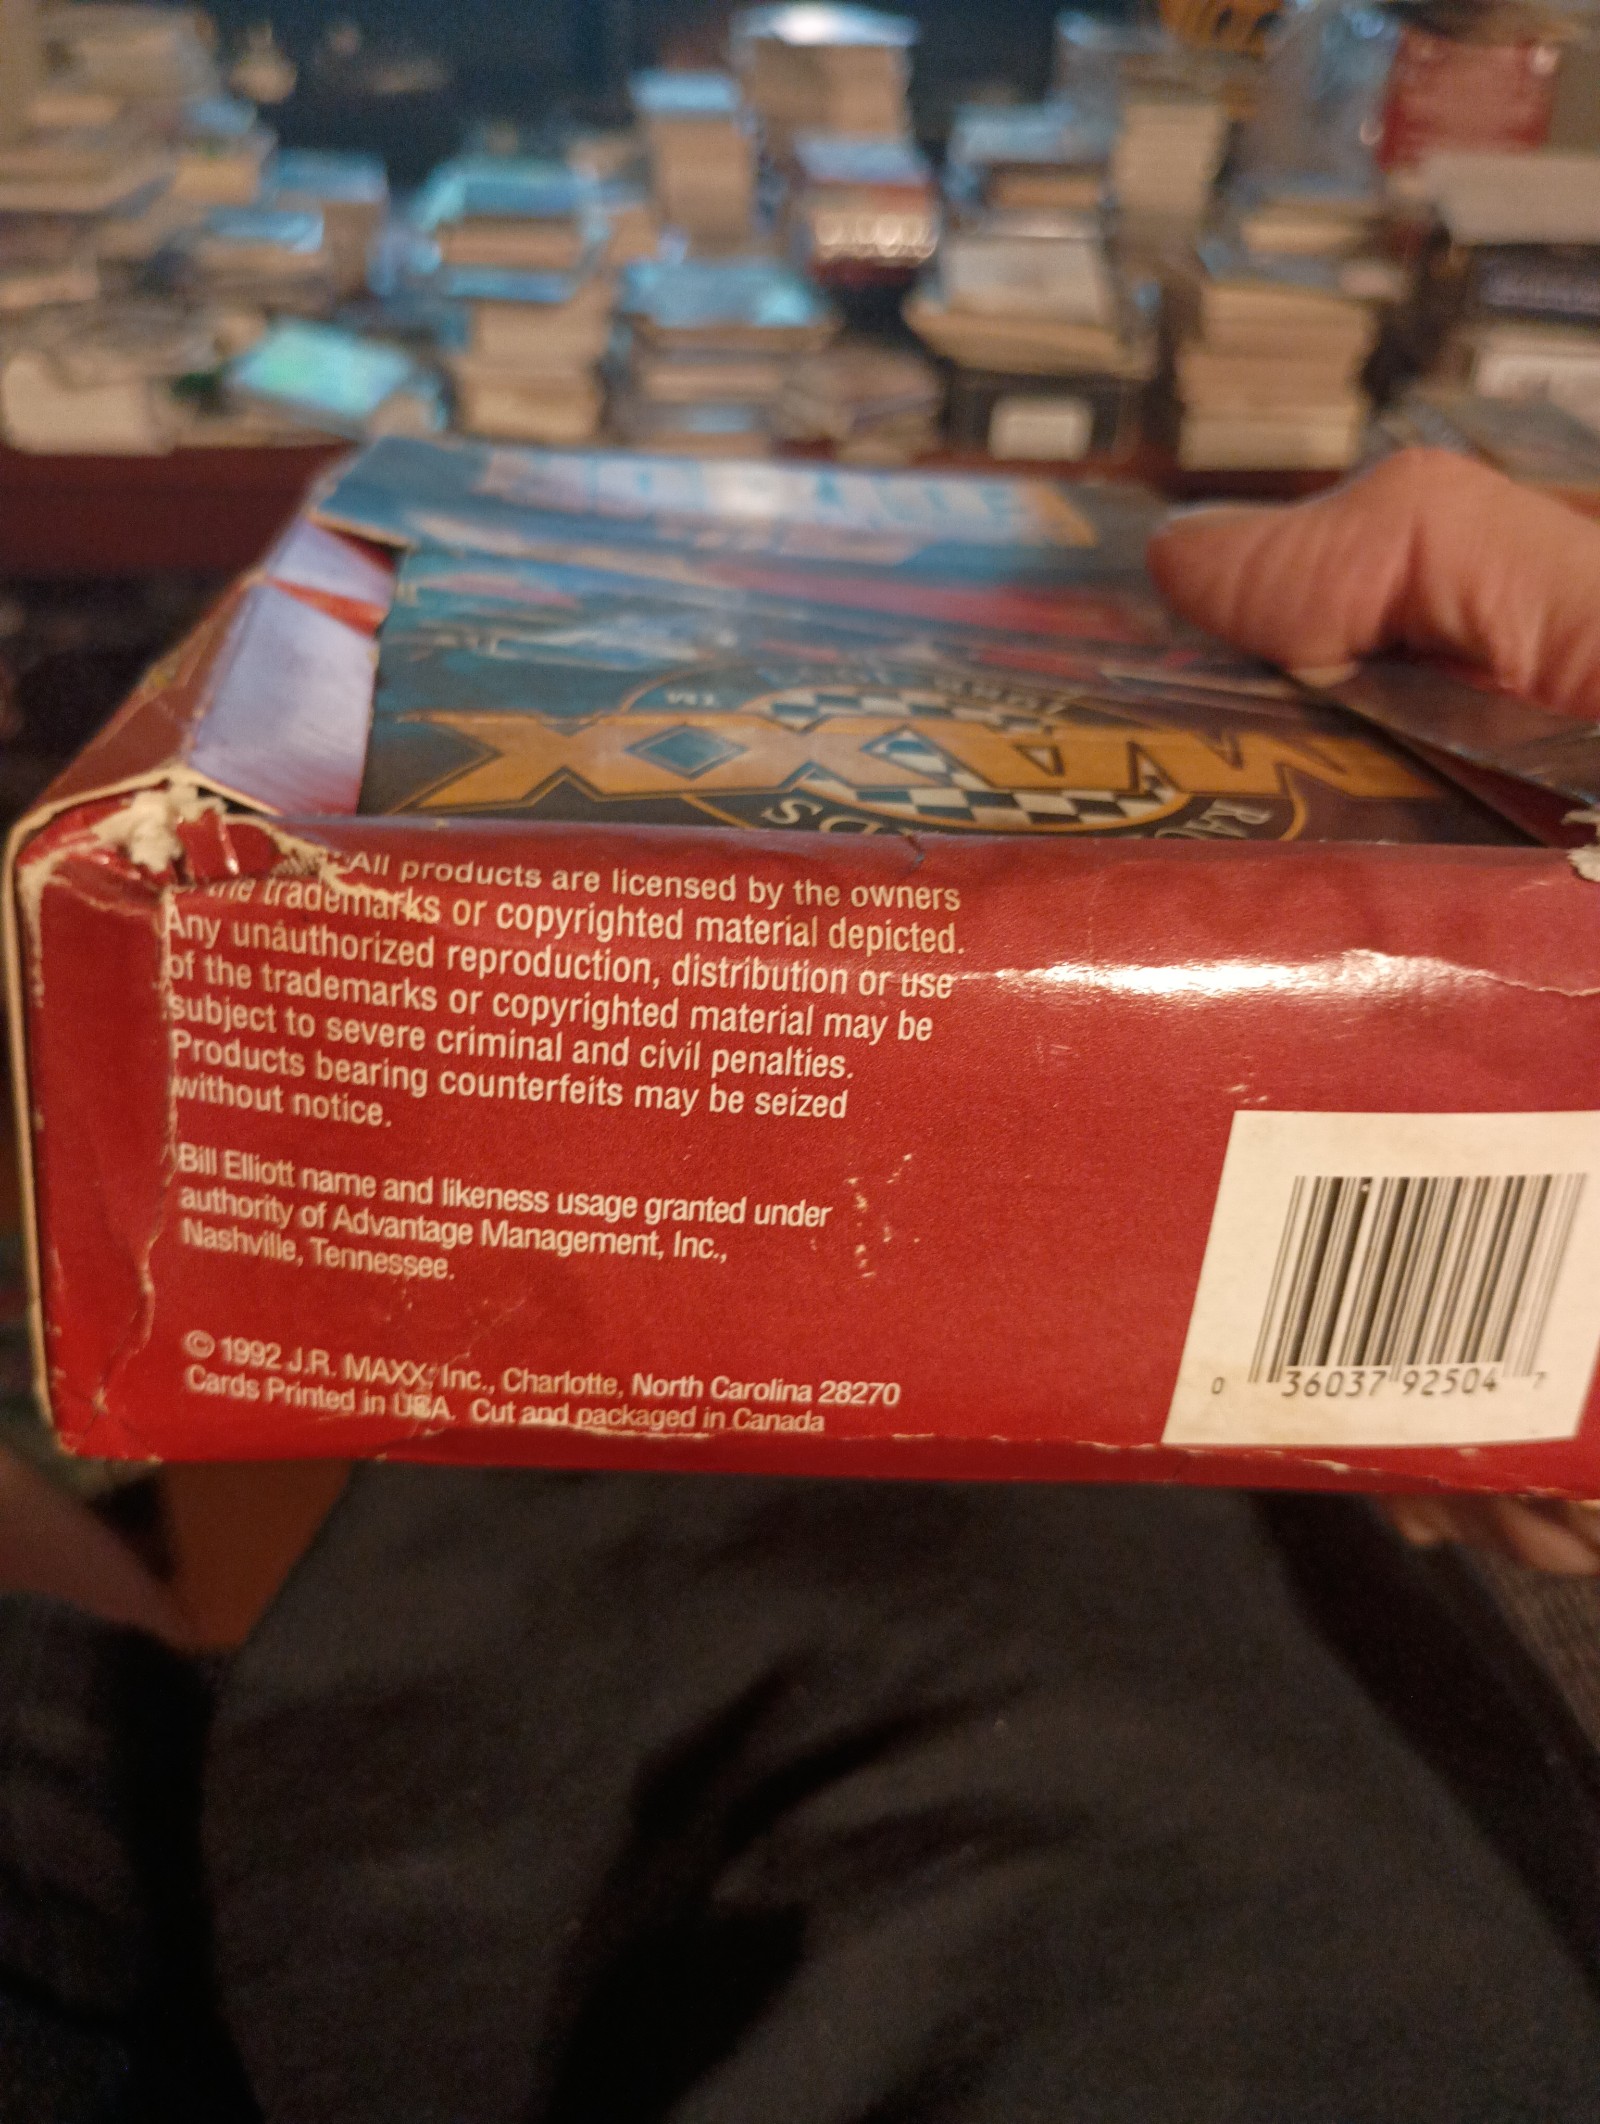 MAXX
TM
All products are licensed by the owners
the trademarks or copyrighted material depicted.
Any unauthorized reproduction, distribution or use
of the trademarks or copyrighted material may be
subject to severe criminal and civil penalties.
Products bearing counterfeits may be seized
without notice.
Bill Elliott name and likeness usage granted under
authority of Advantage Management, Inc.,
Nashville, Tennessee.
© 1992 J.R. MAXX, Inc., Charlotte, North Carolina 28270
Cards Printed in USA. Cut and packaged in Canada
0 36037 92504 7